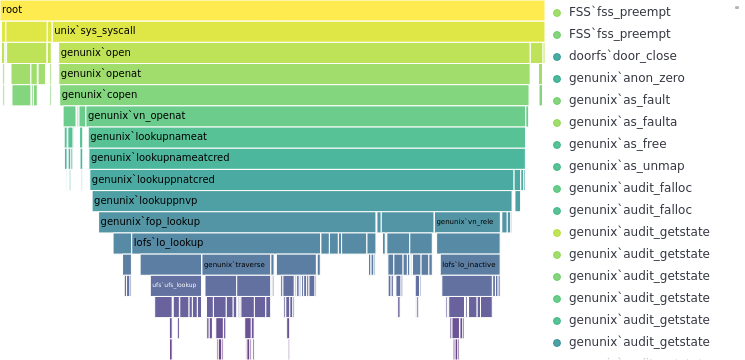 root
unix`sys_syscall
genunix`open
genunix`openat
genunix`copen
genunix`vn_openat
genunix`lookupnameat
genunix`lookupnameatcred
genunix`lookuppnatcred
genunix`lookuppnvp
genunix`fop_lookup
genunix`vn_rele
lofs`lo_lookup
genunix`traverse
lofs`lo_inactive
ufs`ufs_lookup
FSS`fss_preempt
FSS`fss_preempt
doorfs`door_close
genunix`anon_zero
genunix`as_fault
genunix`as_faulta
genunix`as_free
genunix`as_unmap
genunix`audit_falloc
genunix`audit_falloc
genunix`audit_getstate
genunix`audit_getstate
genunix`audit_getstate
genunix`audit_getstate
genunix`audit_getstate
genunix`audit_getstate